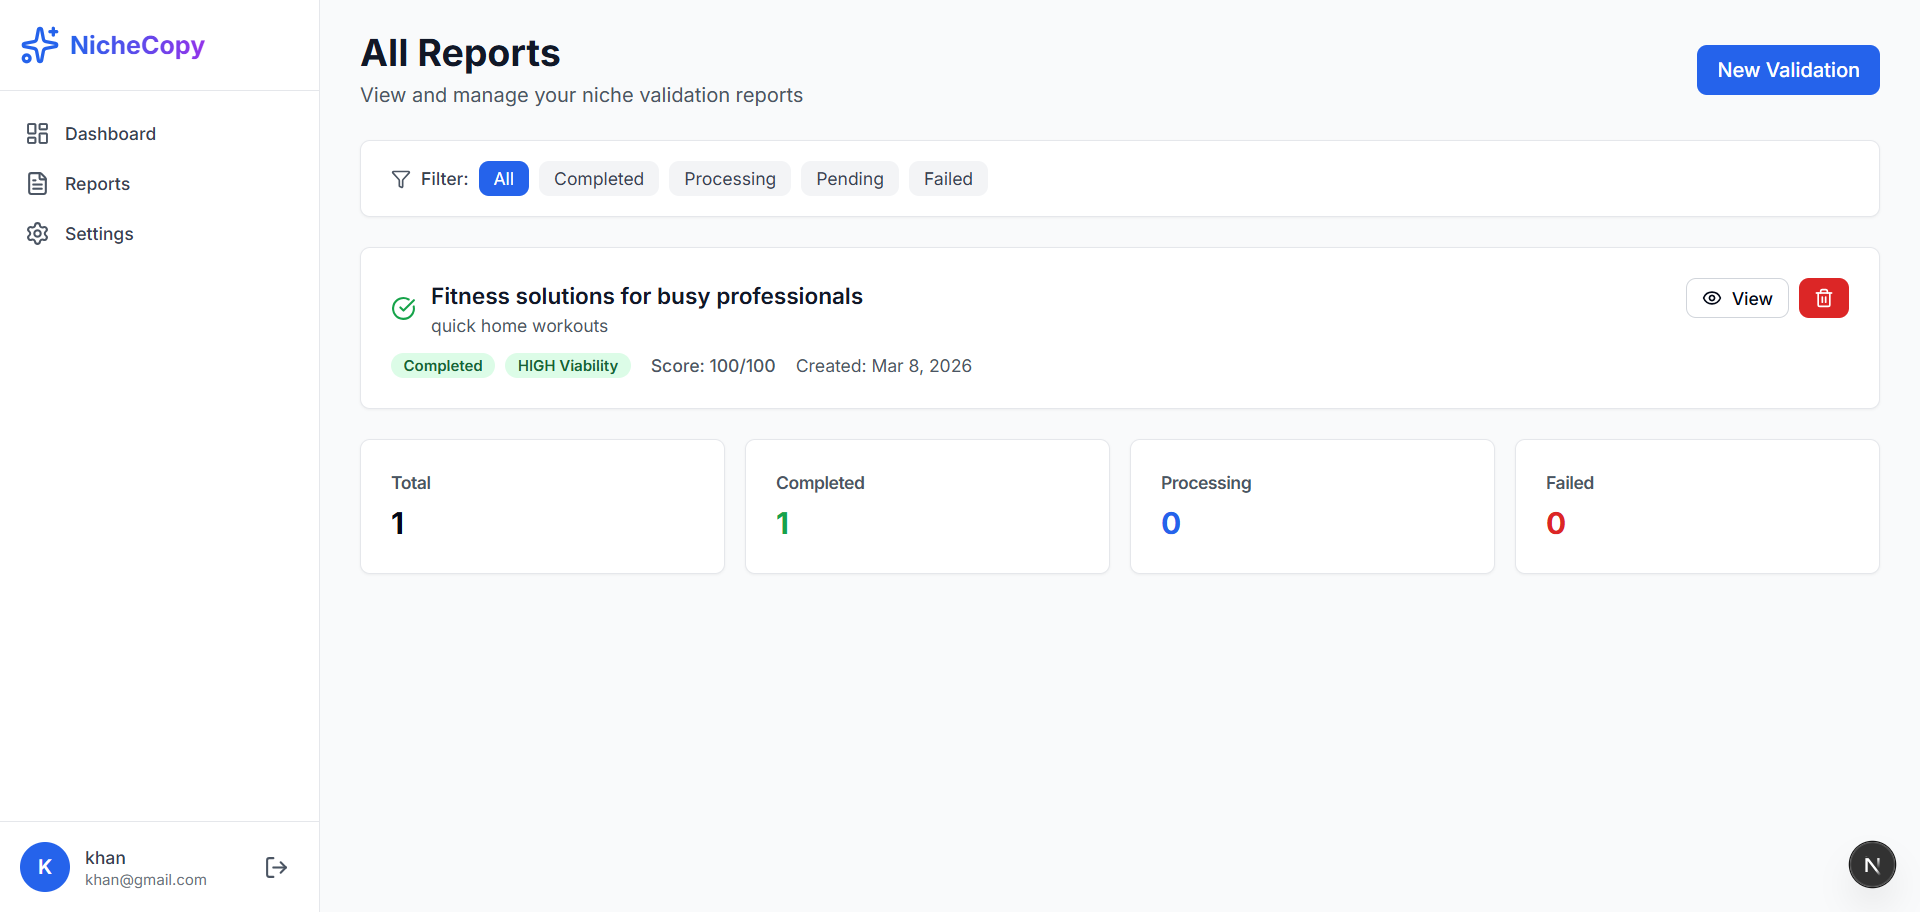 NicheCopy
Dashboard
Reports
Settings
K
khan
khan@gmail.com
All Reports
View and manage your niche validation reports
New Validation
Filter: All Completed Processing Pending Failed
Fitness solutions for busy professionals
quick home workouts
View
Completed HIGH Viability Score: 100/100 Created: Mar 8, 2026
Total
1
Completed
1
Processing
0
Failed
0
N